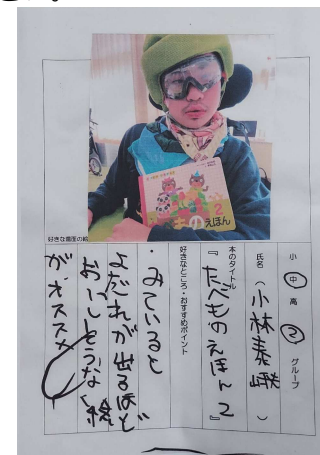 小 中 高 2 グループ
氏名 （小林泰 ）
本のタイトル
『たべものえほん2』
好きなところ・おすすめポイント
・みていると
よだれが出るほど
おいしそうな絵
がオススメ
好きな場面の絵
2
えほん